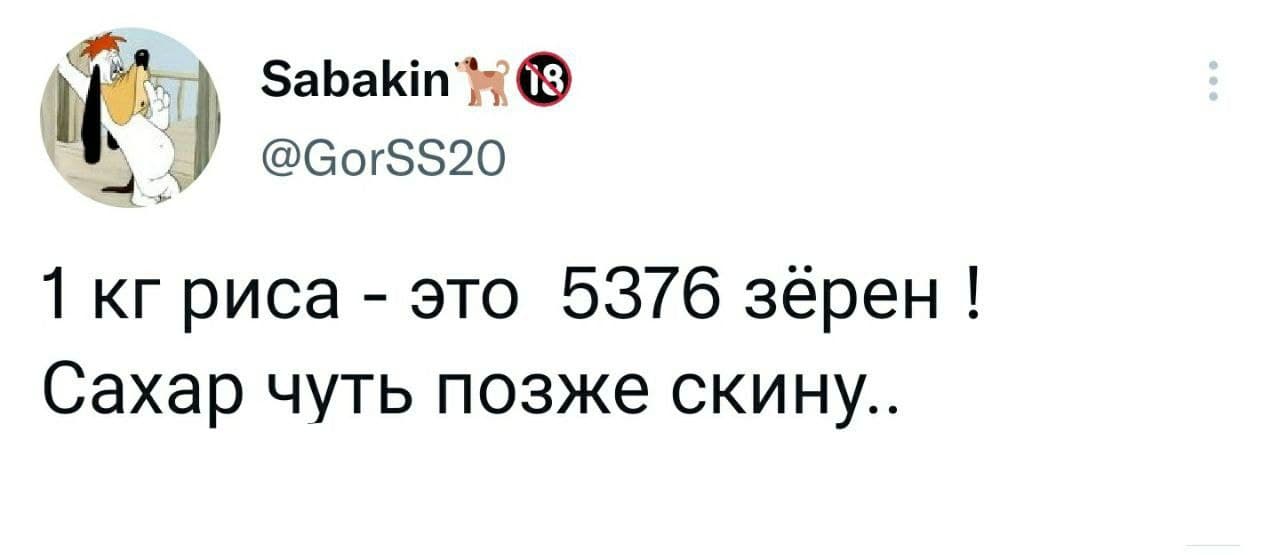 Sabakin🐕🔞
@GorSS20
1 кг риса - это 5376 зёрен !
Сахар чуть позже скину..